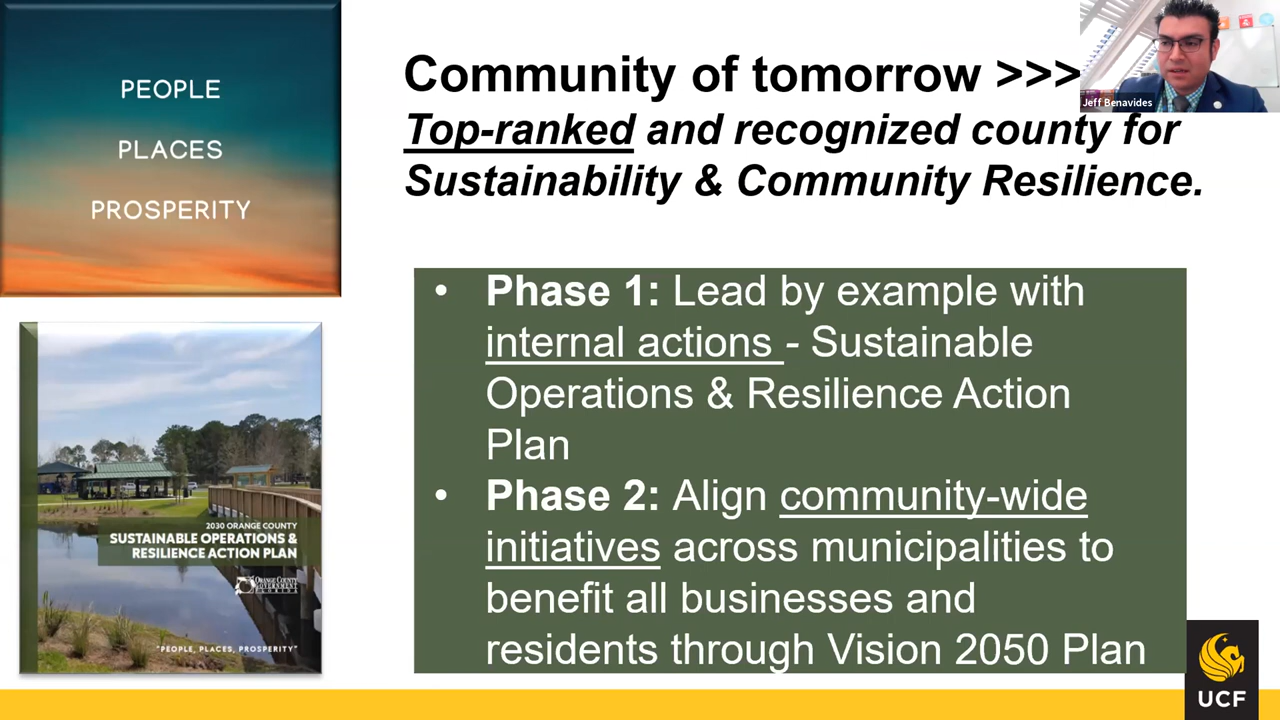 PEOPLE
PLACES
PROSPERITY
Community of tomorrow >>>
Top-ranked and recognized county for
Sustainability & Community Resilience.
Jeff Benavides
• Phase 1: Lead by example with
internal actions - Sustainable
Operations & Resilience Action
Plan
• Phase 2: Align community-wide
initiatives across municipalities to
benefit all businesses and
residents through Vision 2050 Plan
2030 ORANGE COUNTY
SUSTAINABLE OPERATIONS &
RESILIENCE ACTION PLAN
ORANGE COUNTY
GOVERNMENT
FLORIDA
"PEOPLE, PLACES, PROSPERITY"
UCF